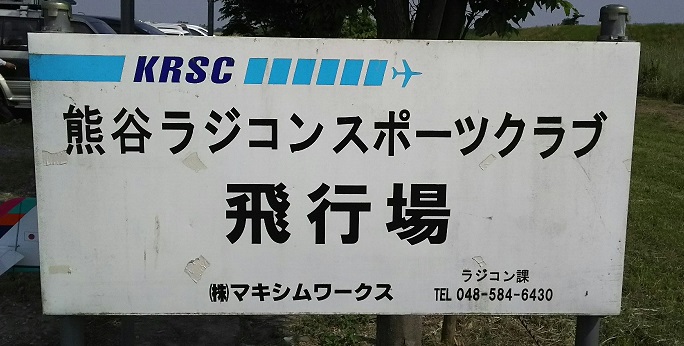 KRSC
熊谷ラジコンスポーツクラブ
飛行場
㈱マキシムワークス
ラジコン課
TEL 048-584-6430